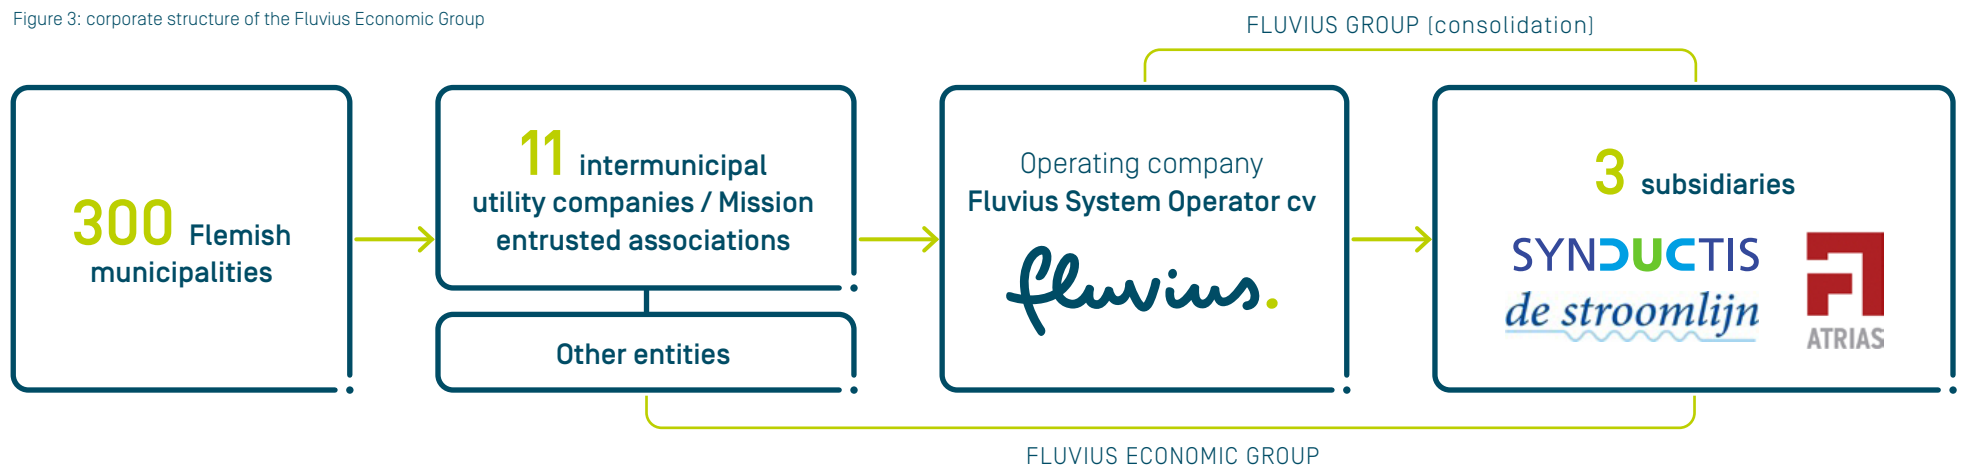 Figure 3: corporate structure of the Fluvius Economic Group
FLUVIUS GROUP (consolidation)
300 Flemish
municipalities
11 intermunicipal
utility companies / Mission
entrusted associations
Other entities
Operating company
Fluvius System Operator cv
fluvius.
3 subsidiaries
SYNDUCTIS
de stroomlijn
ATRIAS
FLUVIUS ECONOMIC GROUP